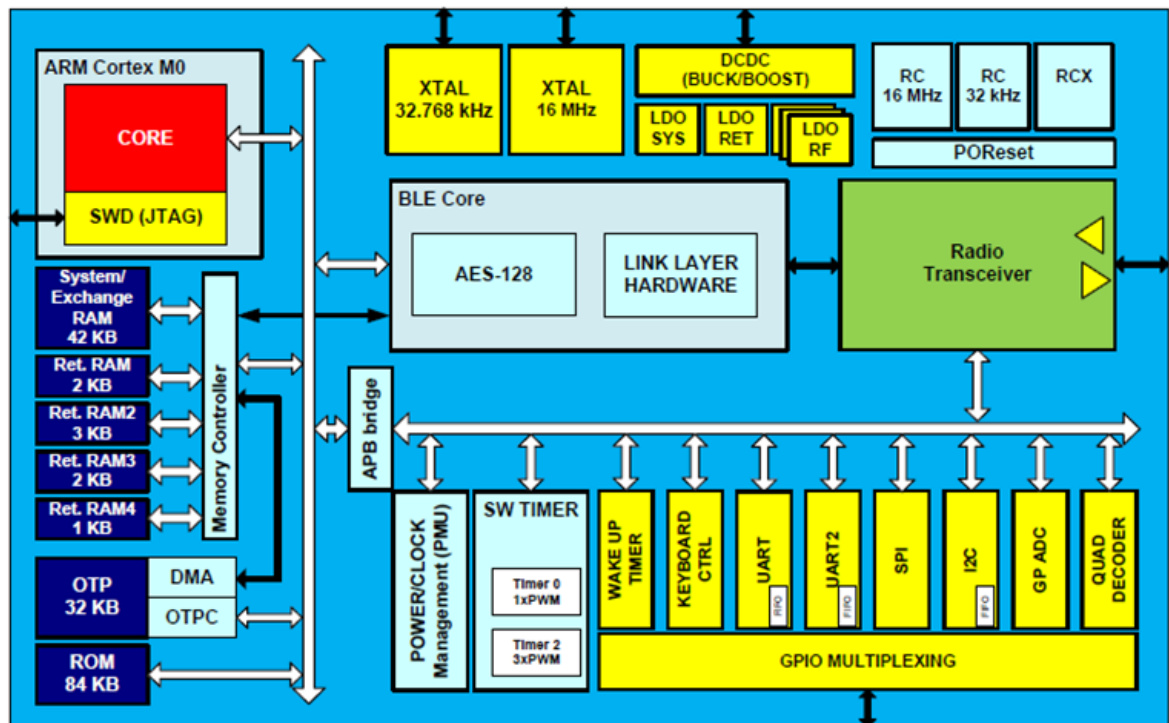 ARM Cortex M0
CORE
SWD (JTAG)
XTAL
32.768 kHz
XTAL
16 MHz
DCDC
(BUCK/BOOST)
LDO
SYS
LDO
RET
LDO
RF
RC
16 MHz
RC
32 kHz
RCX
POReset
BLE Core
AES-128
LINK LAYER
HARDWARE
Radio
Transceiver
System/
Exchange
RAM
42 KB
Ret. RAM
2 KB
Ret. RAM2
3 KB
Ret. RAM3
2 KB
Ret. RAM4
1 KB
Memory Controller
OTP
32 KB
DMA
OTPC
ROM
84 KB
APB bridge
POWER/CLOCK
Management (PMU)
SW TIMER
Timer 0
1xPWM
Timer 2
3xPWM
WAKE UP
TIMER
KEYBOARD
CTRL
UART
FIFO
UART2
FIFO
SPI
I2C
FIFO
GP ADC
QUAD
DECODER
GPIO MULTIPLEXING